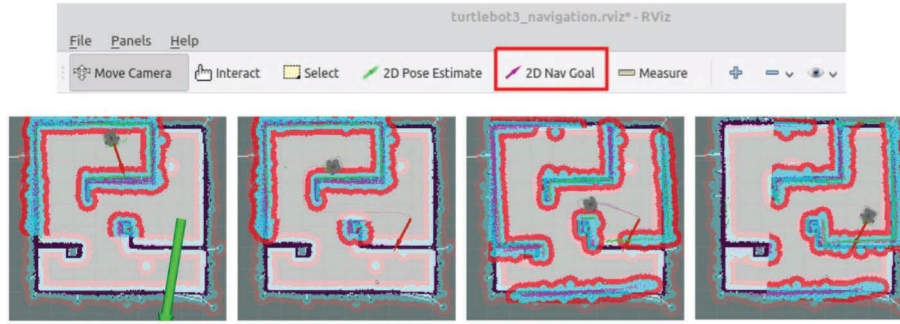 turtlebot3_navigation.rviz* - RViz
File Panels Help
Move Camera Interact Select 2D Pose Estimate 2D Nav Goal Measure